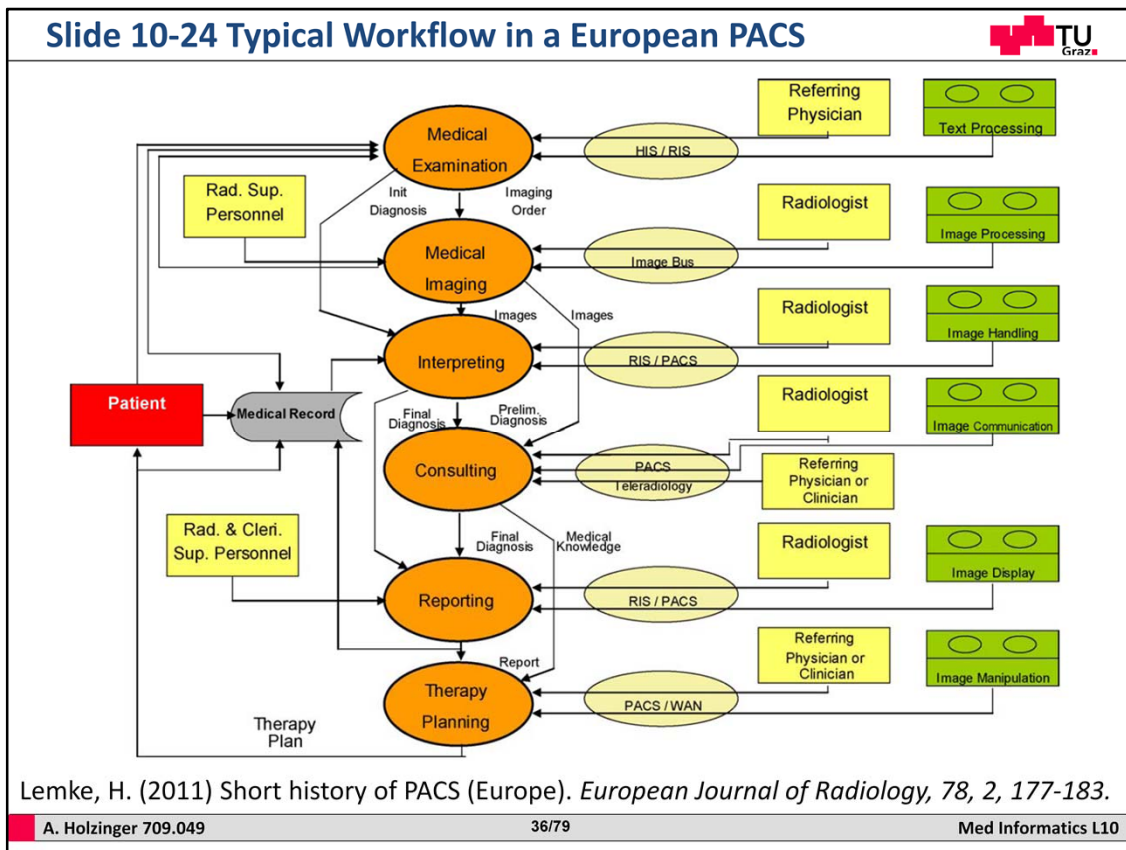 Slide 10-24 Typical Workflow in a European PACS
TU
Graz
Referring
Physician
Text Processing
Medical
Examination
HIS / RIS
Rad. Sup.
Personnel
Init
Diagnosis
Imaging
Order
Radiologist
Image Processing
Medical
Imaging
Image Bus
Images
Images
Radiologist
Image Handling
Interpreting
RIS / PACS
Patient
Medical Record
Final
Diagnosis
Prelim.
Diagnosis
Radiologist
Image Communication
Consulting
PACS
Teleradiology
Referring
Physician or
Clinician
Rad. & Cleri.
Sup. Personnel
Final
Diagnosis
Medical
Knowledge
Radiologist
Image Display
Reporting
RIS / PACS
Report
Referring
Physician or
Clinician
Image Manipulation
Therapy
Planning
PACS / WAN
Therapy
Plan
Lemke, H. (2011) Short history of PACS (Europe). European Journal of Radiology, 78, 2, 177-183.
A. Holzinger 709.049
36/79
Med Informatics L10